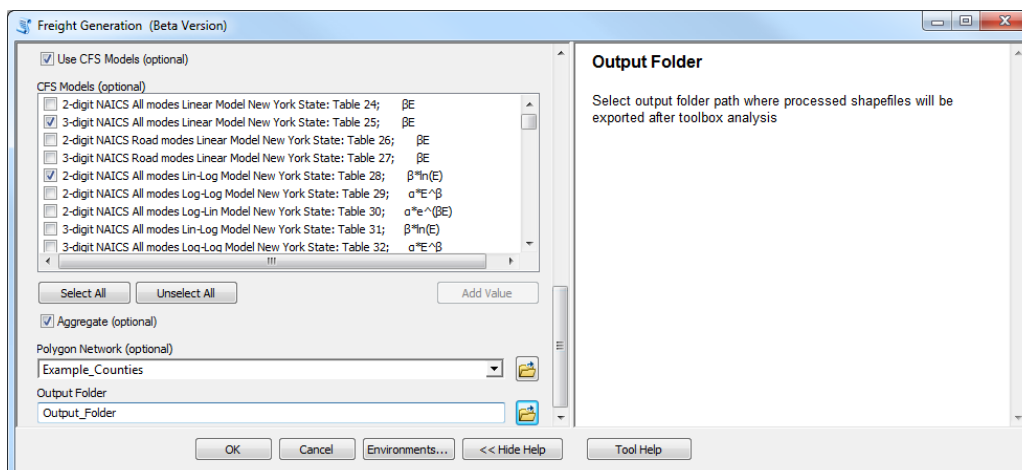 Freight Generation (Beta Version)
Use CFS Models (optional)
CFS Models (optional)
2-digit NAICS All modes Linear Model New York State: Table 24; βE
3-digit NAICS All modes Linear Model New York State: Table 25; βE
2-digit NAICS Road modes Linear Model New York State: Table 26; βE
3-digit NAICS Road modes Linear Model New York State: Table 27; βE
2-digit NAICS All modes Lin-Log Model New York State: Table 28; β*ln(E)
2-digit NAICS All modes Log-Log Model New York State: Table 29; α*E^β
2-digit NAICS All modes Log-Lin Model New York State: Table 30; α*e^(βE)
3-digit NAICS All modes Lin-Log Model New York State: Table 31; β*ln(E)
3-digit NAICS All modes Log-Log Model New York State: Table 32; α*E^β
Select All
Unselect All
Add Value
Aggregate (optional)
Polygon Network (optional)
Example_Counties
Output Folder
Output_Folder
Output Folder
Select output folder path where processed shapefiles will be
exported after toolbox analysis
OK
Cancel
Environments...
<< Hide Help
Tool Help